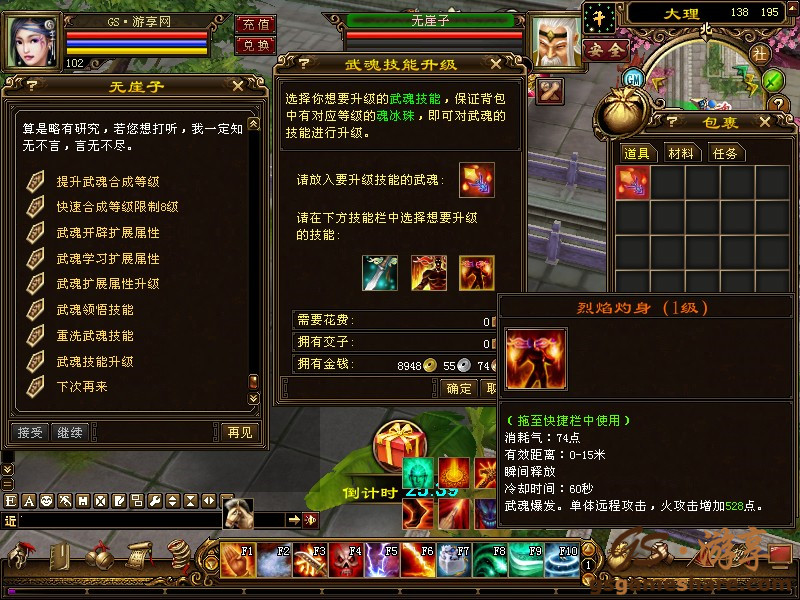 GS·游享网
102
充值
兑换
无崖子
安全
大理 138 195
北
社
GM
?
? 无崖子 ×
算是略有研究，若您想打听，我一定知
无不言，言无不尽。
提升武魂合成等级
快速合成等级限制8级
武魂开辟扩展属性
武魂学习扩展属性
武魂扩展属性升级
武魂领悟技能
重洗武魂技能
武魂技能升级
下次再来
接受 继续 再见
? 武魂技能升级 ×
选择你想要升级的武魂技能，保证背包
中有对应等级的魂冰珠，即可对武魂的
技能进行升级。
请放入要升级技能的武魂：
请在下方技能栏中选择想要升级
的技能：
需要花费： 0
拥有交子： 0
拥有金钱： 8948 55 74
确定 取
? 包裹 ×
道具 材料 任务
烈焰灼身（1级）
（拖至快捷栏中使用）
消耗气：74点
有效距离：0-15米
瞬间释放
冷却时间：60秒
武魂爆发。单体远程攻击，火攻击增加528点。
倒计时 25:39
近
F1 F2 F3 F4 F5 F6 F7 F8 F9 F10
1
GS·游享